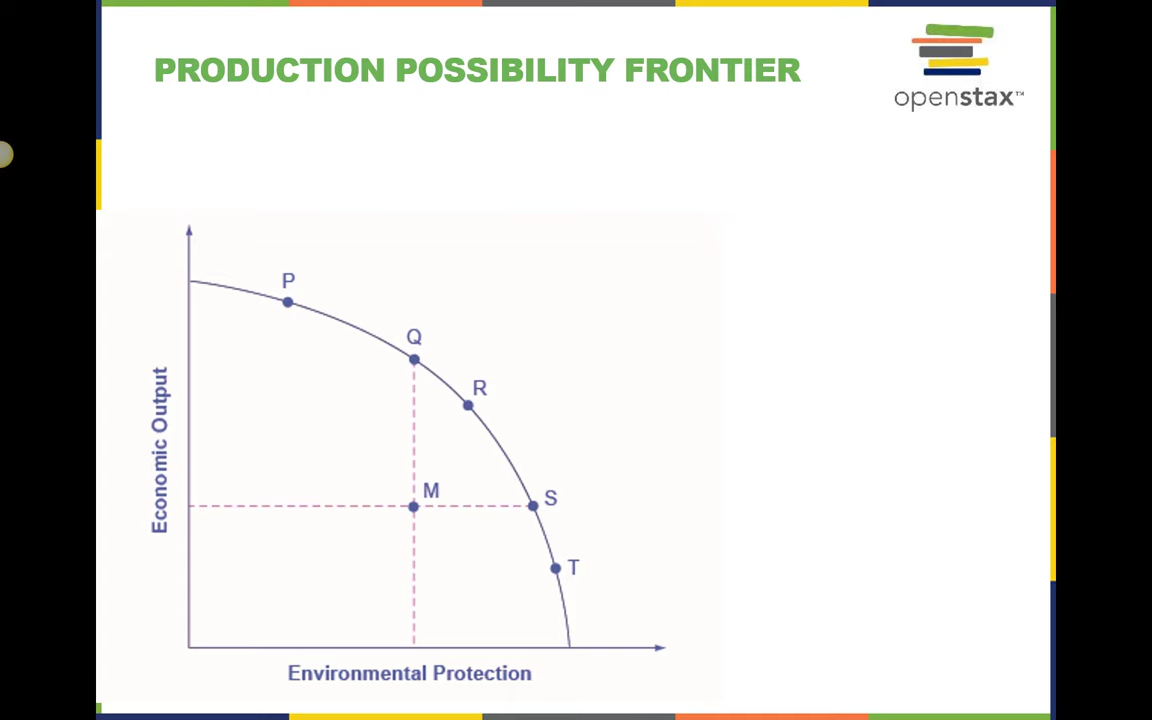 PRODUCTION POSSIBILITY FRONTIER
openstax™
P
Q
R
M
S
T
Economic Output
Environmental Protection